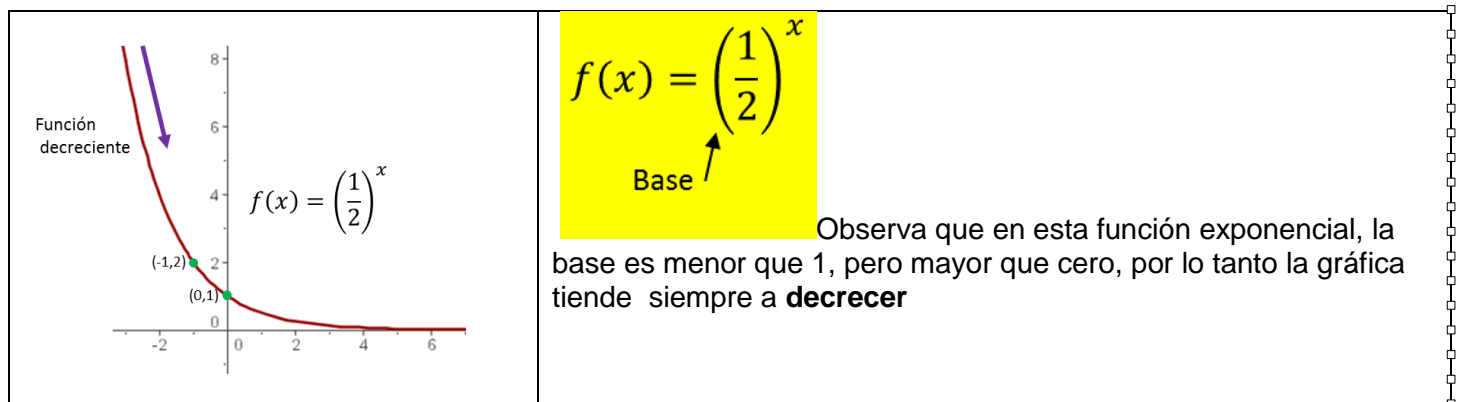 8
Función
decreciente
6
4
f(x) = (1/2)^x
(-1,2)
2
(0,1)
0
-2 0 2 4 6
f(x) = (1/2)^x
Base
Observa que en esta función exponencial, la
base es menor que 1, pero mayor que cero, por lo tanto la gráfica
tiende siempre a decrecer